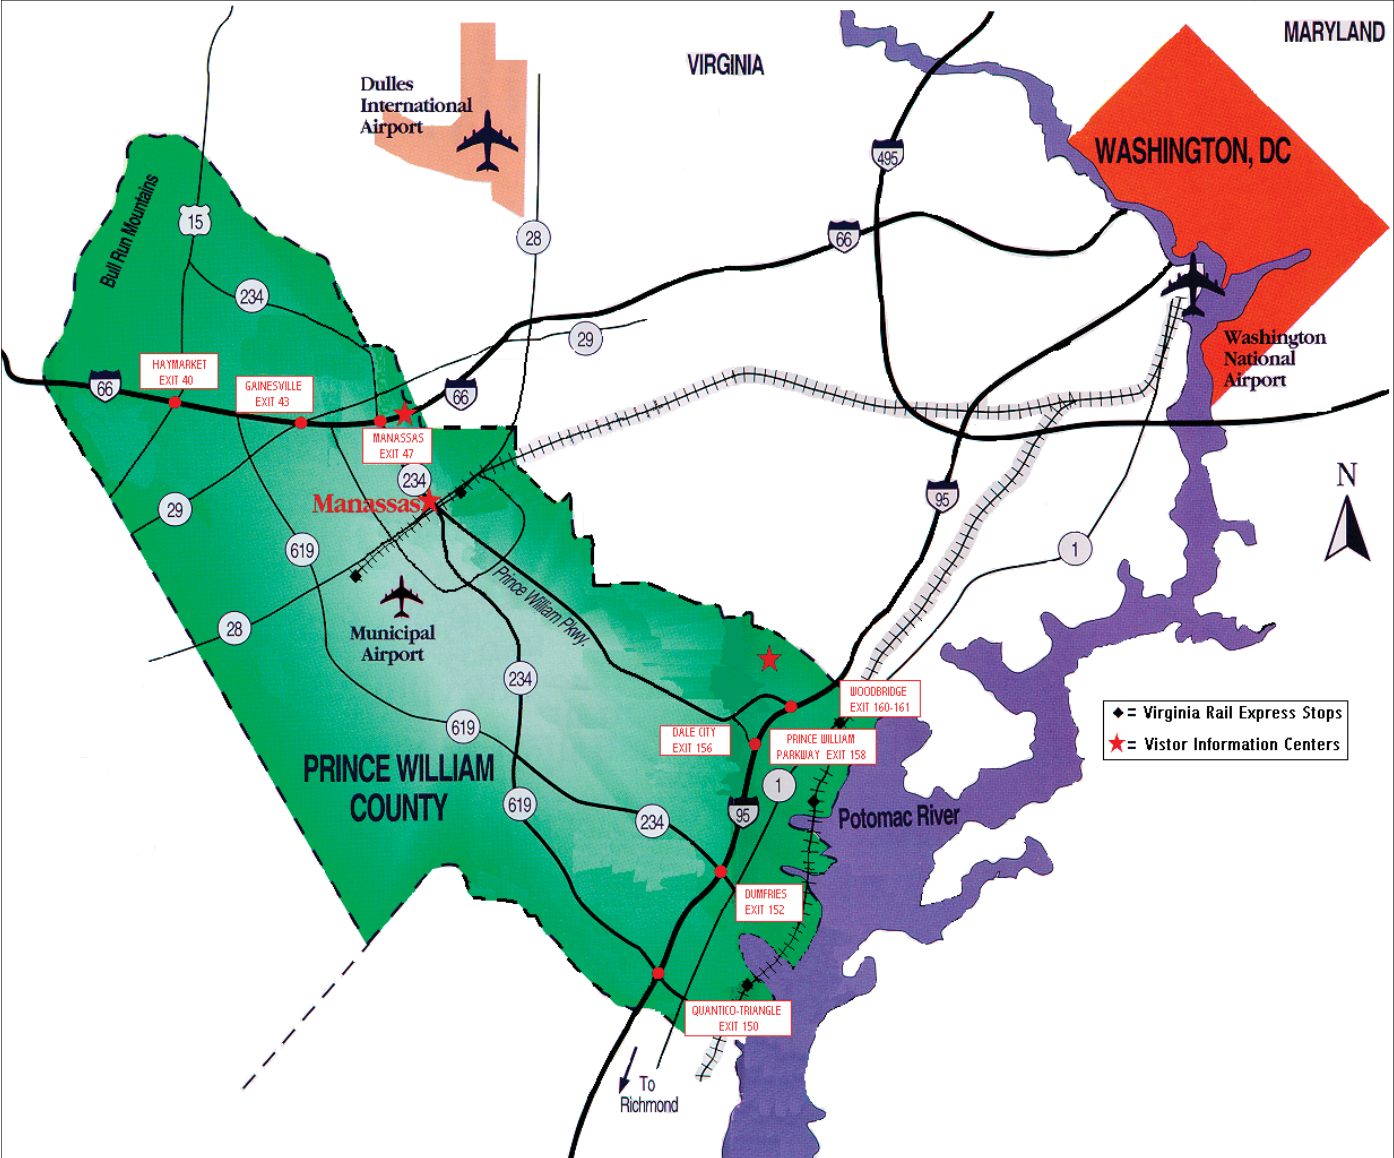 MARYLAND
VIRGINIA
Dulles
International
Airport
495
WASHINGTON, DC
Bull Run Mountains
15
28
66
234
29
Washington
National
Airport
HAYMARKET
EXIT 40
66
GAINESVILLE
EXIT 43
66
MANASSAS
EXIT 47
234
Manassas
95
N
29
619
1
Prince William Pkwy.
28
Municipal
Airport
234
WOODBRIDGE
EXIT 160-161
619
DALE CITY
EXIT 156
PRINCE WILLIAM
PARKWAY EXIT 158
= Virginia Rail Express Stops
= Vistor Information Centers
PRINCE WILLIAM
COUNTY
1
619
234
95
Potomac River
DUMFRIES
EXIT 152
QUANTICO-TRIANGLE
EXIT 150
To
Richmond